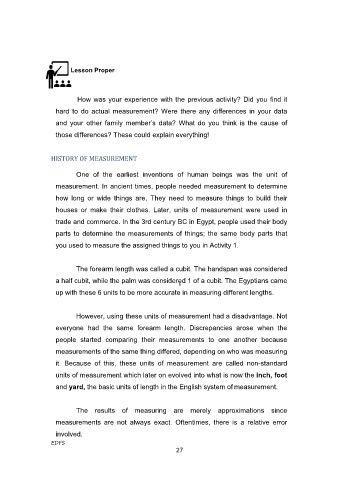 Lesson Proper
How was your experience with the previous activity? Did you find it
hard to do actual measurement? Were there any differences in your data
and your other family member's data? What do you think is the cause of
those differences? These could explain everything!
HISTORY OF MEASUREMENT
One of the earliest inventions of human beings was the unit of
measurement. In ancient times, people needed measurement to determine
how long or wide things are. They need to measure things to build their
houses or make their clothes. Later, units of measurement were used in
trade and commerce. In the 3rd century BC in Egypt, people used their body
parts to determine the measurements of things; the same body parts that
you used to measure the assigned things to you in Activity 1.
The forearm length was called a cubit. The handspan was considered
a half cubit, while the palm was considered 1 of a cubit. The Egyptians came
up with these 6 units to be more accurate in measuring different lengths.
However, using these units of measurement had a disadvantage. Not
everyone had the same forearm length. Discrepancies arose when the
people started comparing their measurements to one another because
measurements of the same thing differed, depending on who was measuring
it. Because of this, these units of measurement are called non-standard
units of measurement which later on evolved into what is now the inch, foot
and yard, the basic units of length in the English system of measurement.
The results of measuring are merely approximations since
measurements are not always exact. Oftentimes, there is a relative error
involved.
EDFS
27